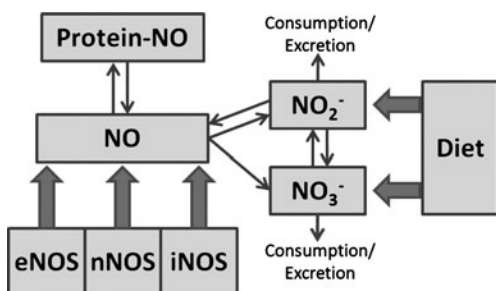 Consumption/
Excretion
Protein-NO
NO₂⁻
NO
Diet
NO₃⁻
eNOS nNOS iNOS
Consumption/
Excretion